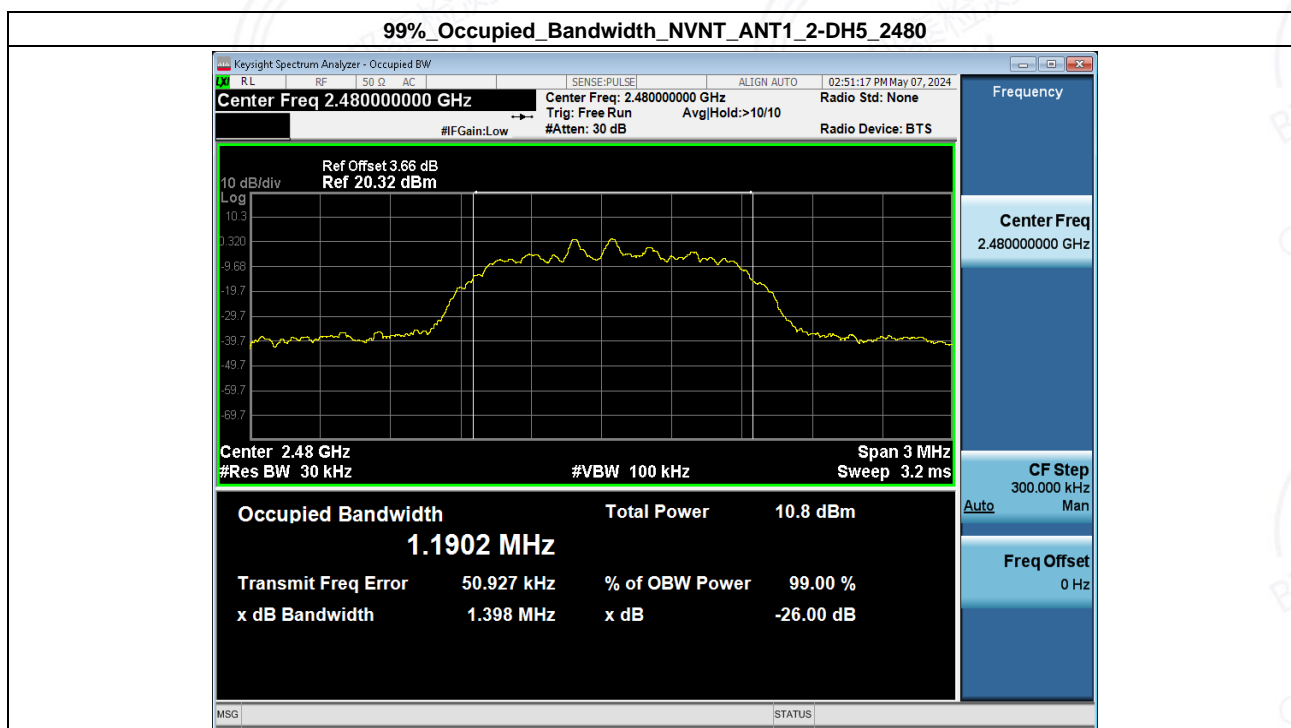 99%_Occupied_Bandwidth_NVNT_ANT1_2-DH5_2480
Keysight Spectrum Analyzer - Occupied BW
LXI RL RF 50 Ω AC SENSE:PULSE ALIGN AUTO 02:51:17 PM May 07, 2024
Center Freq 2.480000000 GHz
Center Freq: 2.480000000 GHz Radio Std: None
Trig: Free Run Avg|Hold:>10/10
#IFGain:Low #Atten: 30 dB Radio Device: BTS
Frequency
Ref Offset 3.66 dB
10 dB/div Ref 20.32 dBm
Log
10.3
0.320
-9.68
-19.7
-29.7
-39.7
-49.7
-59.7
-69.7
Center 2.48 GHz Span 3 MHz
#Res BW 30 kHz #VBW 100 kHz Sweep 3.2 ms
Occupied Bandwidth Total Power 10.8 dBm
1.1902 MHz
Transmit Freq Error 50.927 kHz % of OBW Power 99.00 %
x dB Bandwidth 1.398 MHz x dB -26.00 dB
Center Freq
2.480000000 GHz
CF Step
300.000 kHz
Auto Man
Freq Offset
0 Hz
MSG STATUS